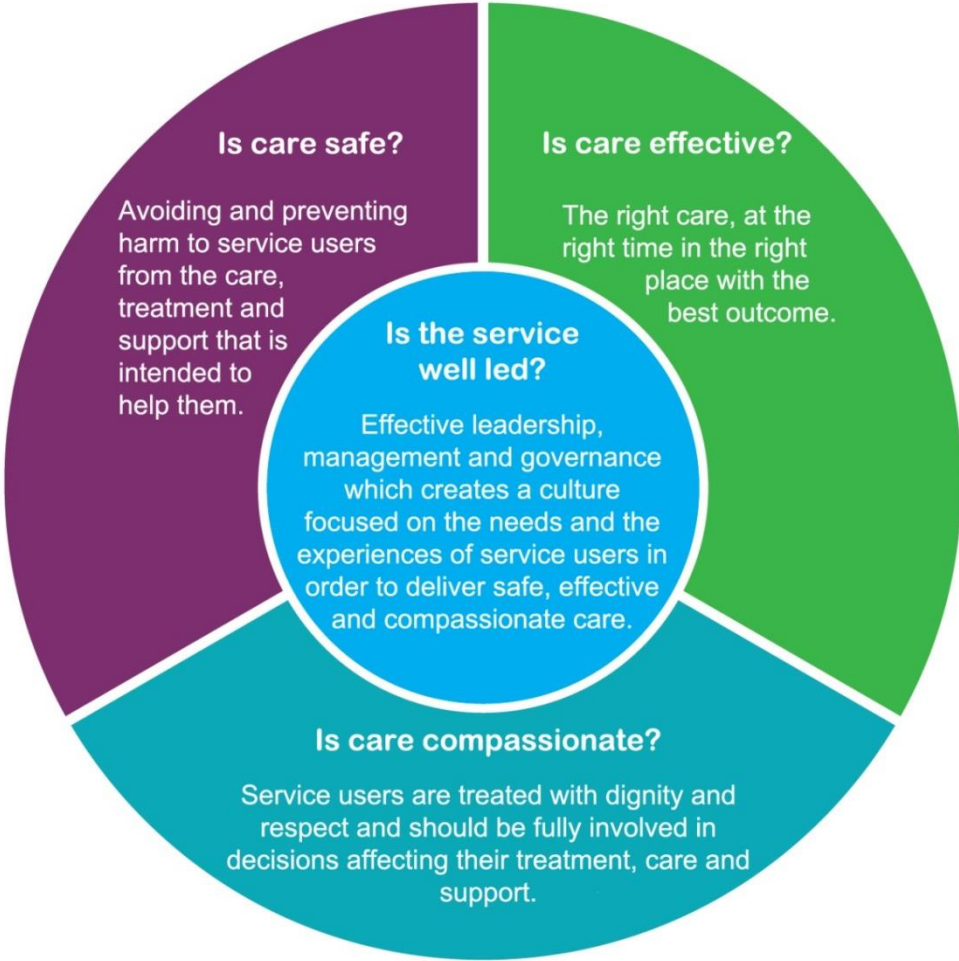 Is care safe?
Avoiding and preventing
harm to service users
from the care,
treatment and
support that is
intended to
help them.
Is care effective?
The right care, at the
right time in the right
place with the
best outcome.
Is the service
well led?
Effective leadership,
management and governance
which creates a culture
focused on the needs and the
experiences of service users in
order to deliver safe, effective
and compassionate care.
Is care compassionate?
Service users are treated with dignity and
respect and should be fully involved in
decisions affecting their treatment, care and
support.